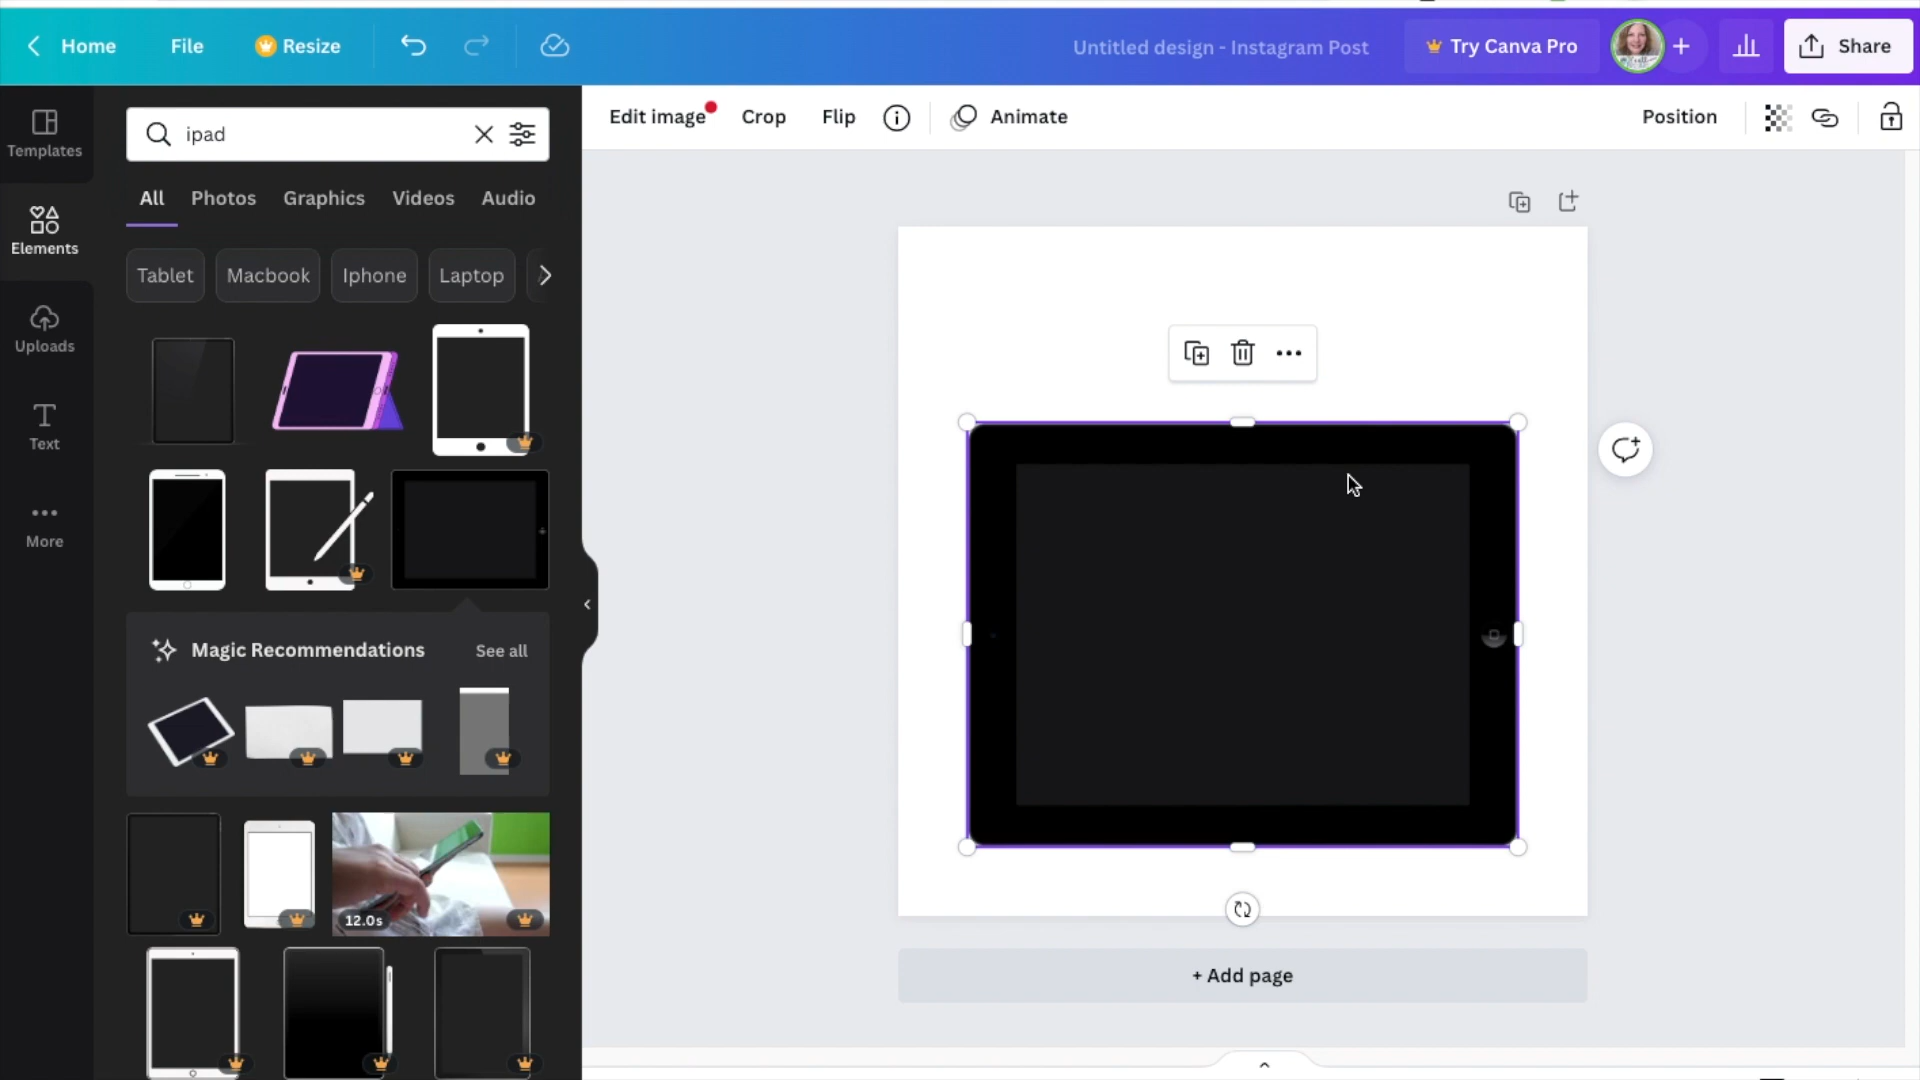 Home File Resize Untitled design - Instagram Post Try Canva Pro Share
Templates
Elements
Uploads
Text
More
ipad
All Photos Graphics Videos Audio
Tablet Macbook Iphone Laptop
Magic Recommendations See all
12.0s
Edit image Crop Flip Animate Position
+ Add page